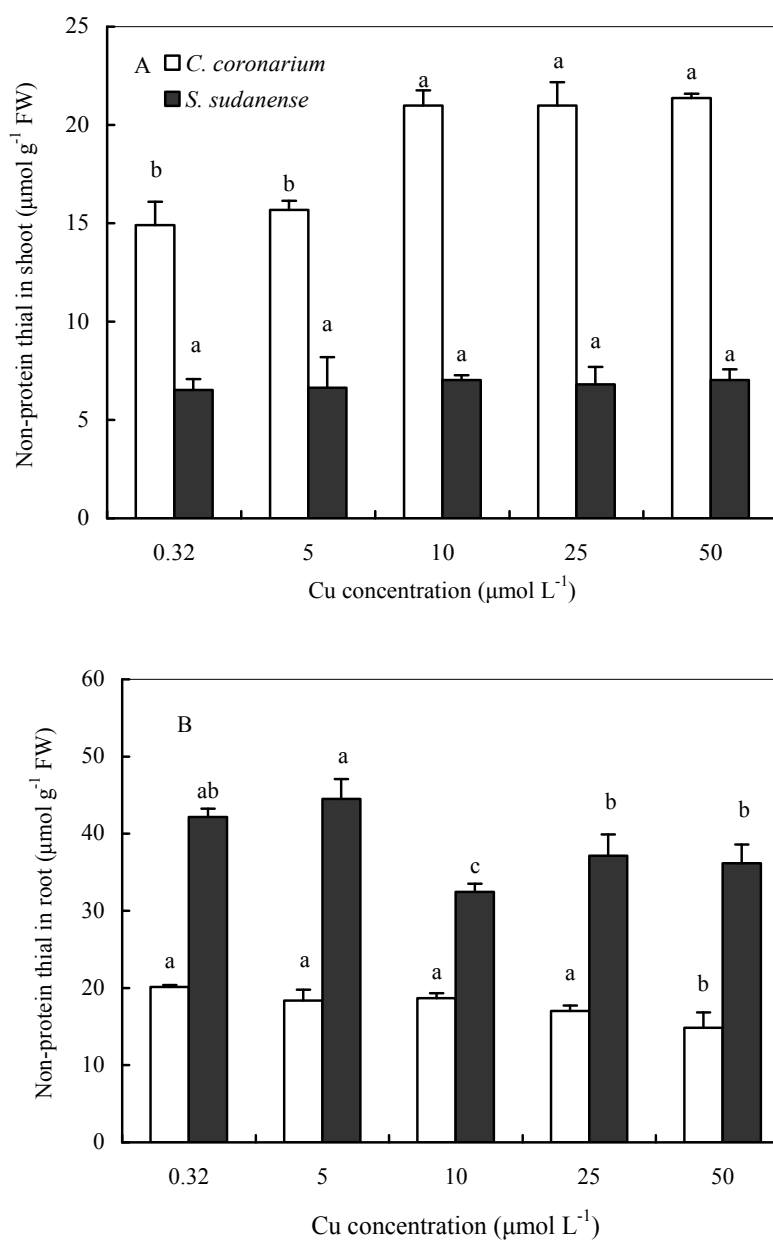 A
C. coronarium
S. sudanense
Non-protein thial in shoot (μmol g⁻¹ FW)
25
20
15
10
5
0
b
a
b
a
a
a
a
a
a
a
0.32 5 10 25 50
Cu concentration (μmol L⁻¹)
B
Non-protein thial in root (μmol g⁻¹ FW)
60
50
40
30
20
10
0
a
ab
a
a
a
c
a
b
b
b
0.32 5 10 25 50
Cu concentration (μmol L⁻¹)